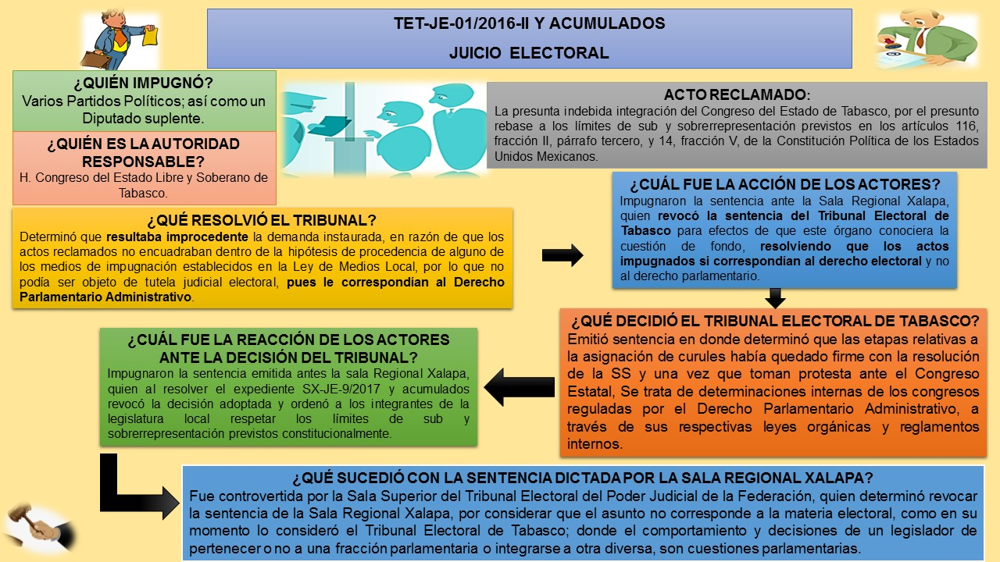 TET-JE-01/2016-II Y ACUMULADOS
JUICIO ELECTORAL
¿QUIÉN IMPUGNÓ?
Varios Partidos Políticos; así como un
Diputado suplente.
¿QUIÉN ES LA AUTORIDAD
RESPONSABLE?
H. Congreso del Estado Libre y Soberano de
Tabasco.
ACTO RECLAMADO:
La presunta indebida integración del Congreso del Estado de Tabasco, por el presunto
rebase a los límites de sub y sobrerrepresentación previstos en los artículos 116,
fracción II, párrafo tercero, y 14, fracción V, de la Constitución Política de los Estados
Unidos Mexicanos.
¿QUÉ RESOLVIÓ EL TRIBUNAL?
Determinó que resultaba improcedente la demanda instaurada, en razón de que los
actos reclamados no encuadraban dentro de la hipótesis de procedencia de alguno de
los medios de impugnación establecidos en la Ley de Medios Local, por lo que no
podía ser objeto de tutela judicial electoral, pues le correspondían al Derecho
Parlamentario Administrativo.
¿CUÁL FUE LA ACCIÓN DE LOS ACTORES?
Impugnaron la sentencia ante la Sala Regional Xalapa,
quien revocó la sentencia del Tribunal Electoral de
Tabasco para efectos de que este órgano conociera la
cuestión de fondo, resolviendo que los actos
impugnados si correspondían al derecho electoral y no
al derecho parlamentario.
¿QUÉ DECIDIÓ EL TRIBUNAL ELECTORAL DE TABASCO?
Emitió sentencia en donde determinó que las etapas relativas a
la asignación de curules había quedado firme con la resolución
de la SS y una vez que toman protesta ante el Congreso
Estatal, Se trata de determinaciones internas de los congresos
reguladas por el Derecho Parlamentario Administrativo, a
través de sus respectivas leyes orgánicas y reglamentos
internos.
¿CUÁL FUE LA REACCIÓN DE LOS ACTORES
ANTE LA DECISIÓN DEL TRIBUNAL?
Impugnaron la sentencia emitida antes la sala Regional Xalapa,
quien al resolver el expediente SX-JE-9/2017 y acumulados
revocó la decisión adoptada y ordenó a los integrantes de la
legislatura local respetar los límites de sub y
sobrerrepresentación previstos constitucionalmente.
¿QUÉ SUCEDIÓ CON LA SENTENCIA DICTADA POR LA SALA REGIONAL XALAPA?
Fue controvertida por la Sala Superior del Tribunal Electoral del Poder Judicial de la Federación, quien determinó revocar
la sentencia de la Sala Regional Xalapa, por considerar que el asunto no corresponde a la materia electoral, como en su
momento lo consideró el Tribunal Electoral de Tabasco; donde el comportamiento y decisiones de un legislador de
pertenecer o no a una fracción parlamentaria o integrarse a otra diversa, son cuestiones parlamentarias.